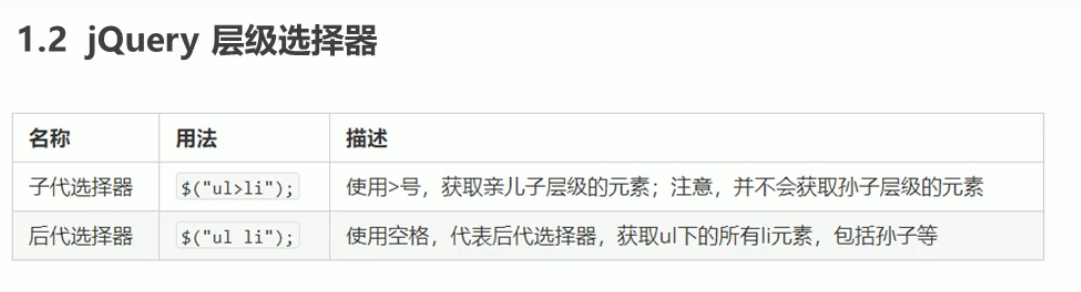 1.2 jQuery 层级选择器
名称 用法 描述
子代选择器 $("ul>li"); 使用>号，获取亲儿子层级的元素；注意，并不会获取孙子层级的元素
后代选择器 $("ul li"); 使用空格，代表后代选择器，获取ul下的所有li元素，包括孙子等